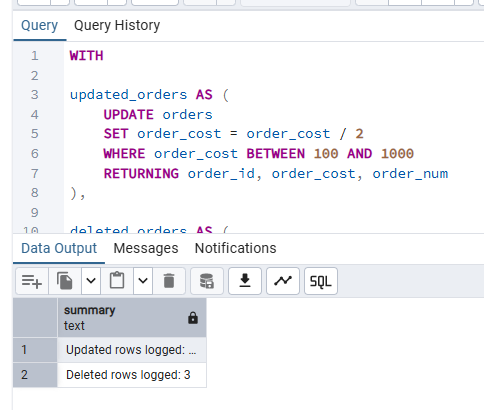 Query Query History
1 WITH
2
3 updated_orders AS (
4 UPDATE orders
5 SET order_cost = order_cost / 2
6 WHERE order_cost BETWEEN 100 AND 1000
7 RETURNING order_id, order_cost, order_num
8 ),
9
10 deleted_orders AS (
Data Output Messages Notifications
SQL
summary
text
1 Updated rows logged: ...
2 Deleted rows logged: 3